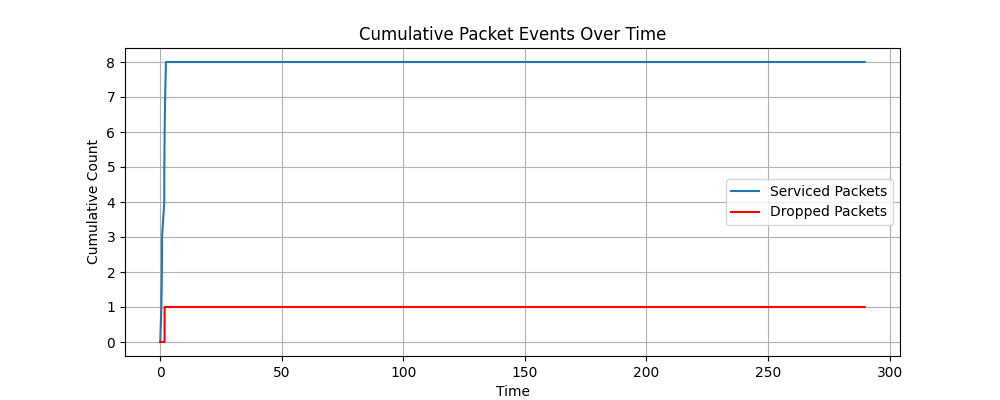 Cumulative Packet Events Over Time
8
7
6
5
4
3
2
1
0
Cumulative Count
Serviced Packets
Dropped Packets
0 50 100 150 200 250 300
Time